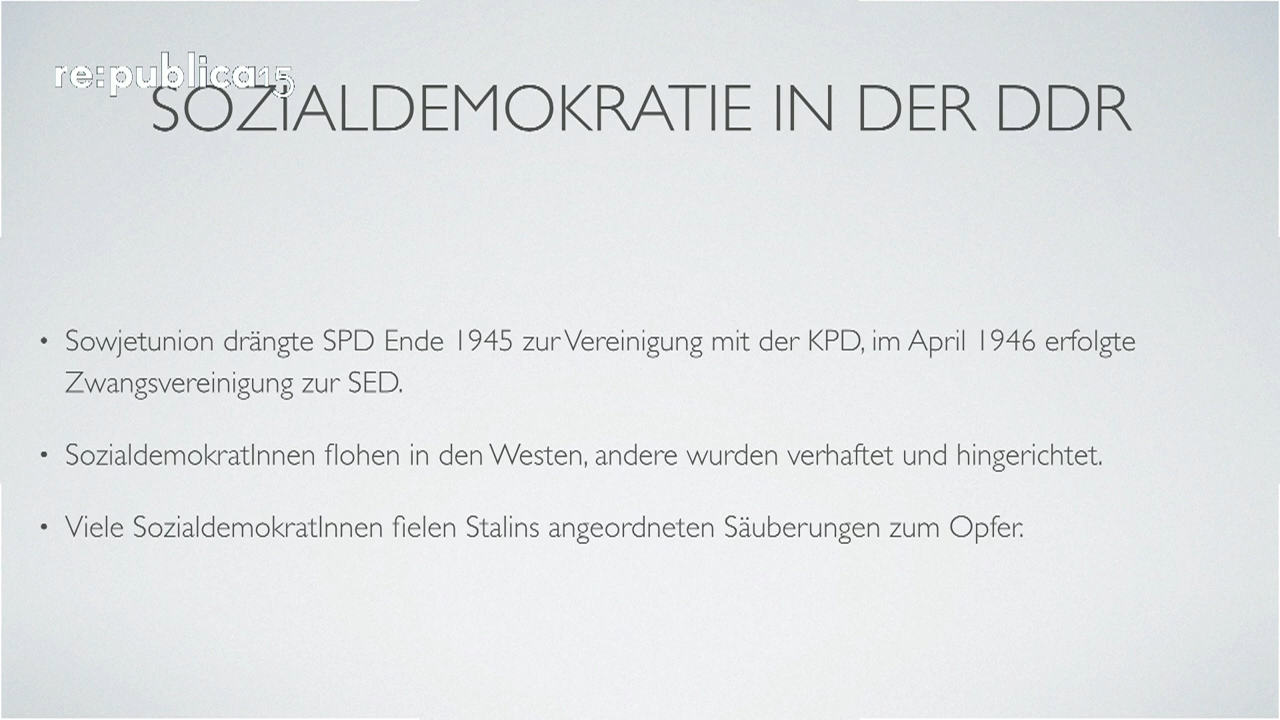 re:publica15
SOZIALDEMOKRATIE IN DER DDR
• Sowjetunion drängte SPD Ende 1945 zur Vereinigung mit der KPD, im April 1946 erfolgte
Zwangsvereinigung zur SED.
• SozialdemokratInnen flohen in den Westen, andere wurden verhaftet und hingerichtet.
• Viele SozialdemokratInnen fielen Stalins angeordneten Säuberungen zum Opfer.